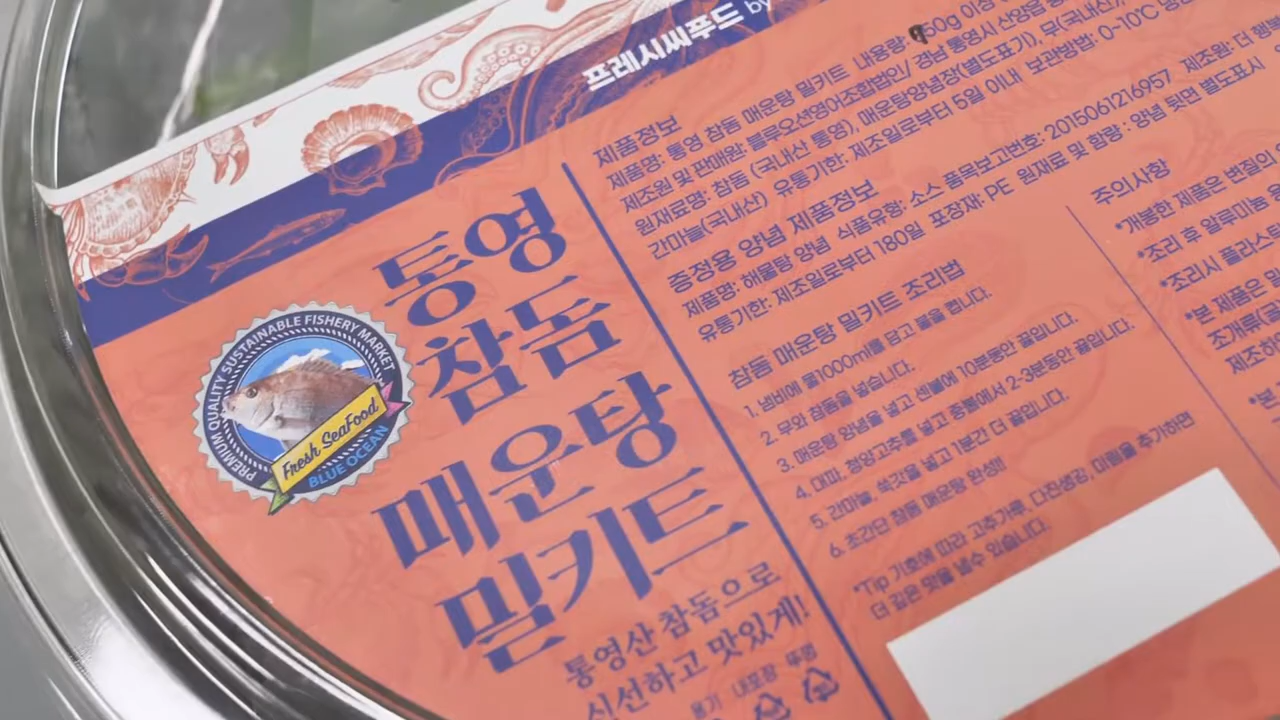 프레시씨푸드 by
PREMIUM QUALITY SUSTAINABLE FISHERY MARKET
Fresh SeaFood
BLUE OCEAN
통영
참돔
매운탕
밀키트
통영산 참돔으로
신선하고 맛있게!
용기 내포장 뚜껑
제품정보
제품명: 통영 참돔 매운탕 밀키트 내용량: 50g 이상
제조원 및 판매원: 블루오션영어조합법인/ 경남 통영시 산양읍
원재료명: 참돔 (국내산 통영), 매운탕양념장(별도표기), 무(국내산),
간마늘(국내산) 유통기한: 제조일로부터 5일 이내 보관방법: 0~10℃
증정용 양념 제품정보
제품명: 해물탕 양념 식품유형: 소스 품목보고번호: 2015061216957 제조원: 더
유통기한: 제조일로부터 180일 포장재: PE 원재료 및 함량 : 양념 뒷면 별도표시
참돔 매운탕 밀키트 조리법
1. 냄비에 물1000ml를 담고 불을 켭니다.
2. 무와 참돔을 넣습니다.
3. 매운탕 양념을 넣고 센불에 10분동안 끓입니다.
4. 대파, 청양고추를 넣고 중불에서 2-3분동안 끓입니다.
5. 간마늘, 쑥갓을 넣고 1분간 더 끓입니다.
6. 초간단 참돔 매운탕 완성!!
*Tip 기호에 따라 고추가루, 다진생강, 미림을 추가하면
더 깊은 맛을 낼수 있습니다.
주의사항
*개봉한 제품은 변질의
*조리 후 알루미늄
*조리시 플라스틱
*본 제품은
조개류(굴
제조하
*본